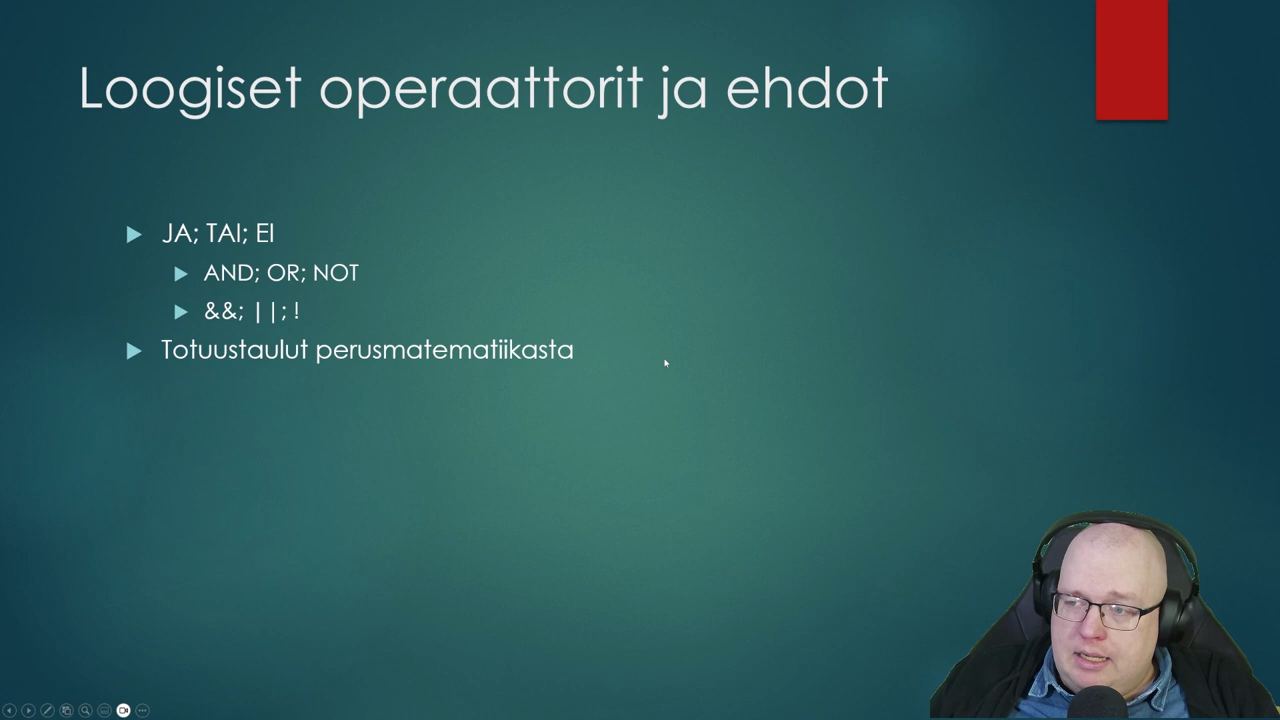 Loogiset operaattorit ja ehdot
JA; TAI; EI
AND; OR; NOT
&&; ||; !
Totuustaulut perusmatematiikasta